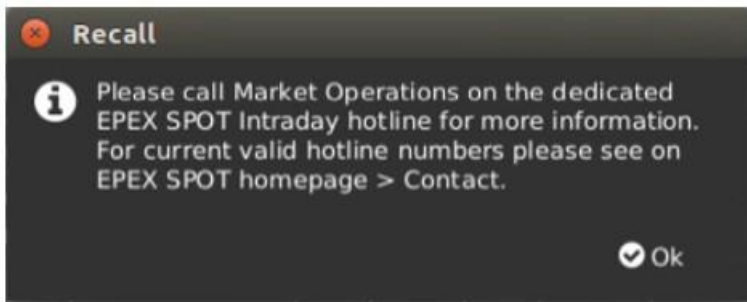 Recall
Please call Market Operations on the dedicated
EPEX SPOT Intraday hotline for more information.
For current valid hotline numbers please see on
EPEX SPOT homepage > Contact.
Ok